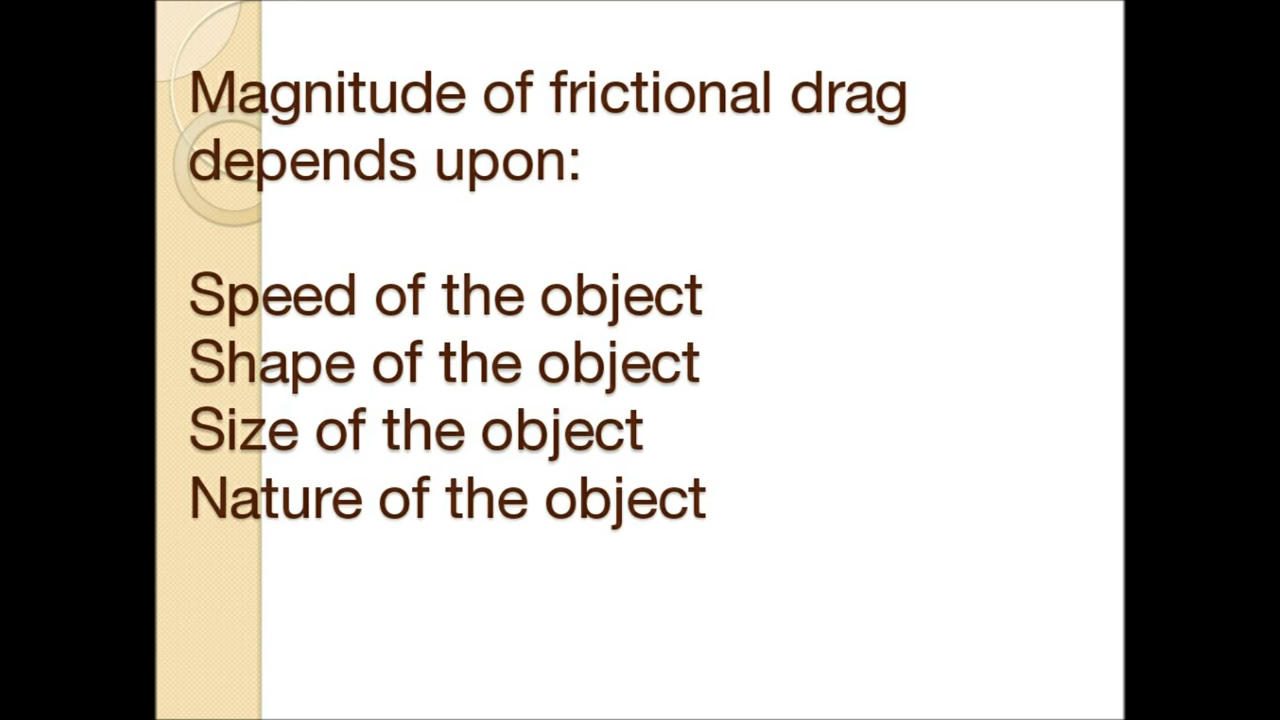 Magnitude of frictional drag
depends upon:
Speed of the object
Shape of the object
Size of the object
Nature of the object